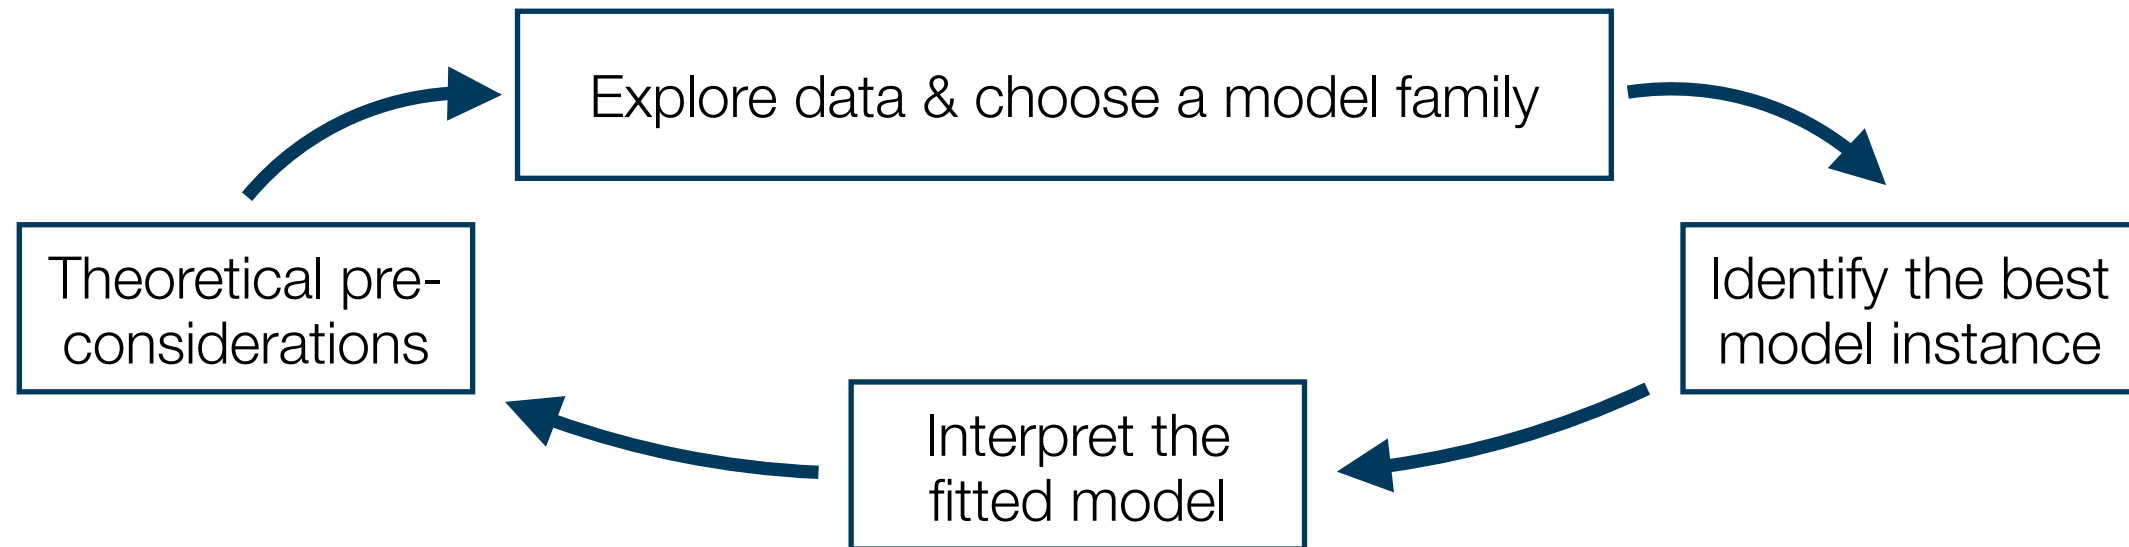 Explore data & choose a model family
Theoretical pre-
considerations
Identify the best
model instance
Interpret the
fitted model